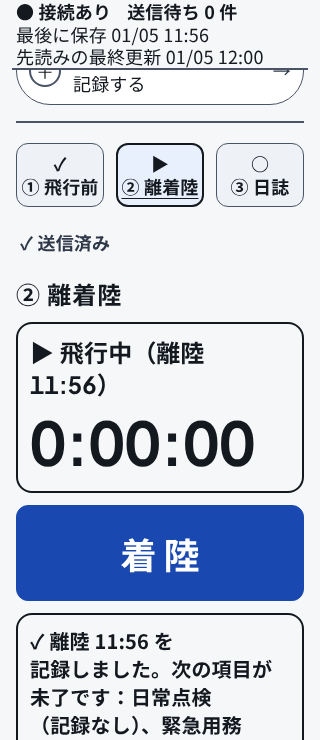 ● 接続あり　送信待ち 0 件
最後に保存 01/05 11:56
先読みの最終更新 01/05 12:00
記録する
✓
① 飛行前
▶
② 離着陸
○
③ 日誌
✓ 送信済み
② 離着陸
▶ 飛行中（離陸
11:56）
0:00:00
着陸
✓ 離陸 11:56 を
記録しました。次の項目が
未了です：日常点検
（記録なし）、緊急用務